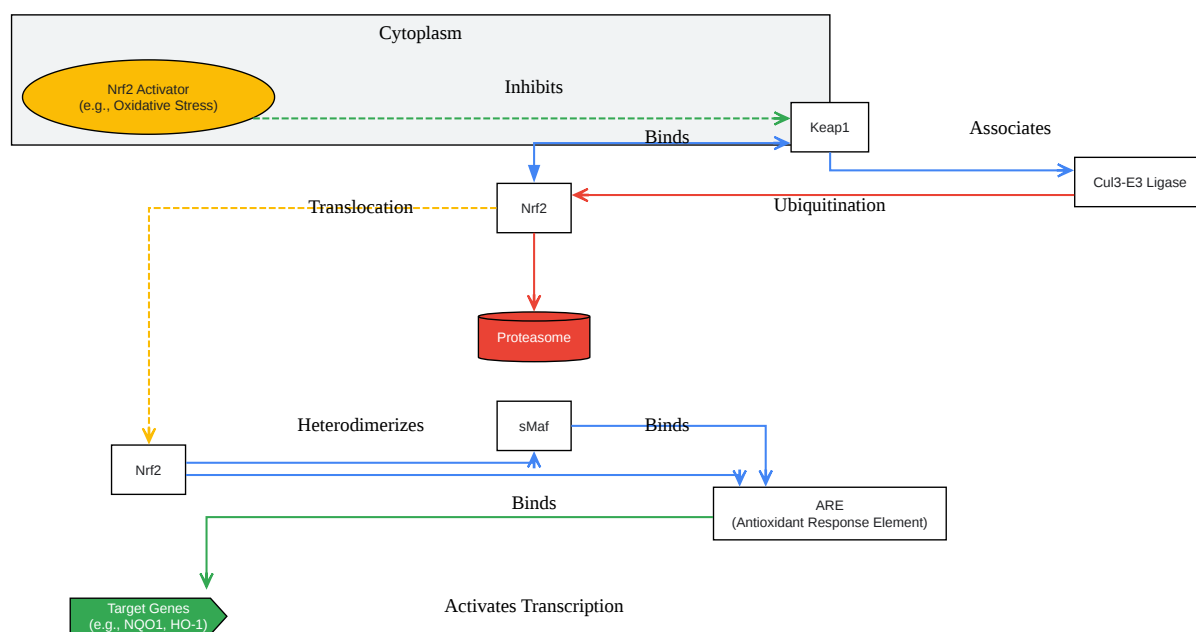 Cytoplasm
Nrf2 Activator
(e.g., Oxidative Stress)
Inhibits
Keap1
Associates
Binds
Cul3-E3 Ligase
Translocation
Nrf2
Ubiquitination
Proteasome
Heterodimerizes
sMaf
Binds
Nrf2
Binds
ARE
(Antioxidant Response Element)
Target Genes
(e.g., NQO1, HO-1)
Activates Transcription